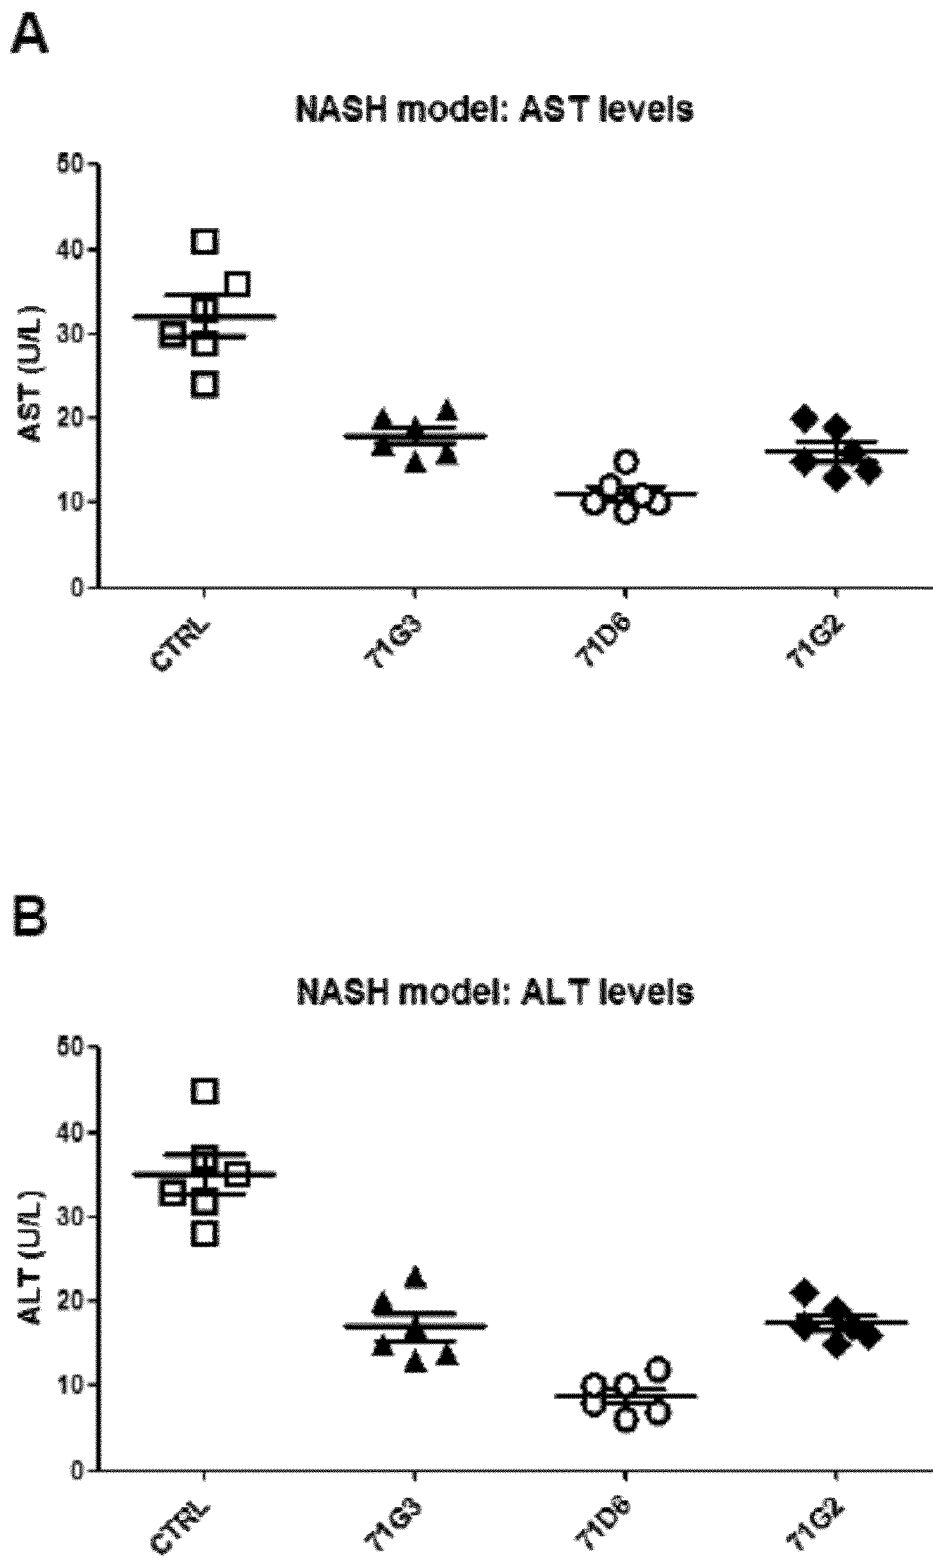 A
NASH model: AST levels
50
40
30
20
10
0
AST (U/L)
CTRL
71G3
71D6
71G2
B
NASH model: ALT levels
50
40
30
20
10
0
ALT (U/L)
CTRL
71G3
71D6
71G2